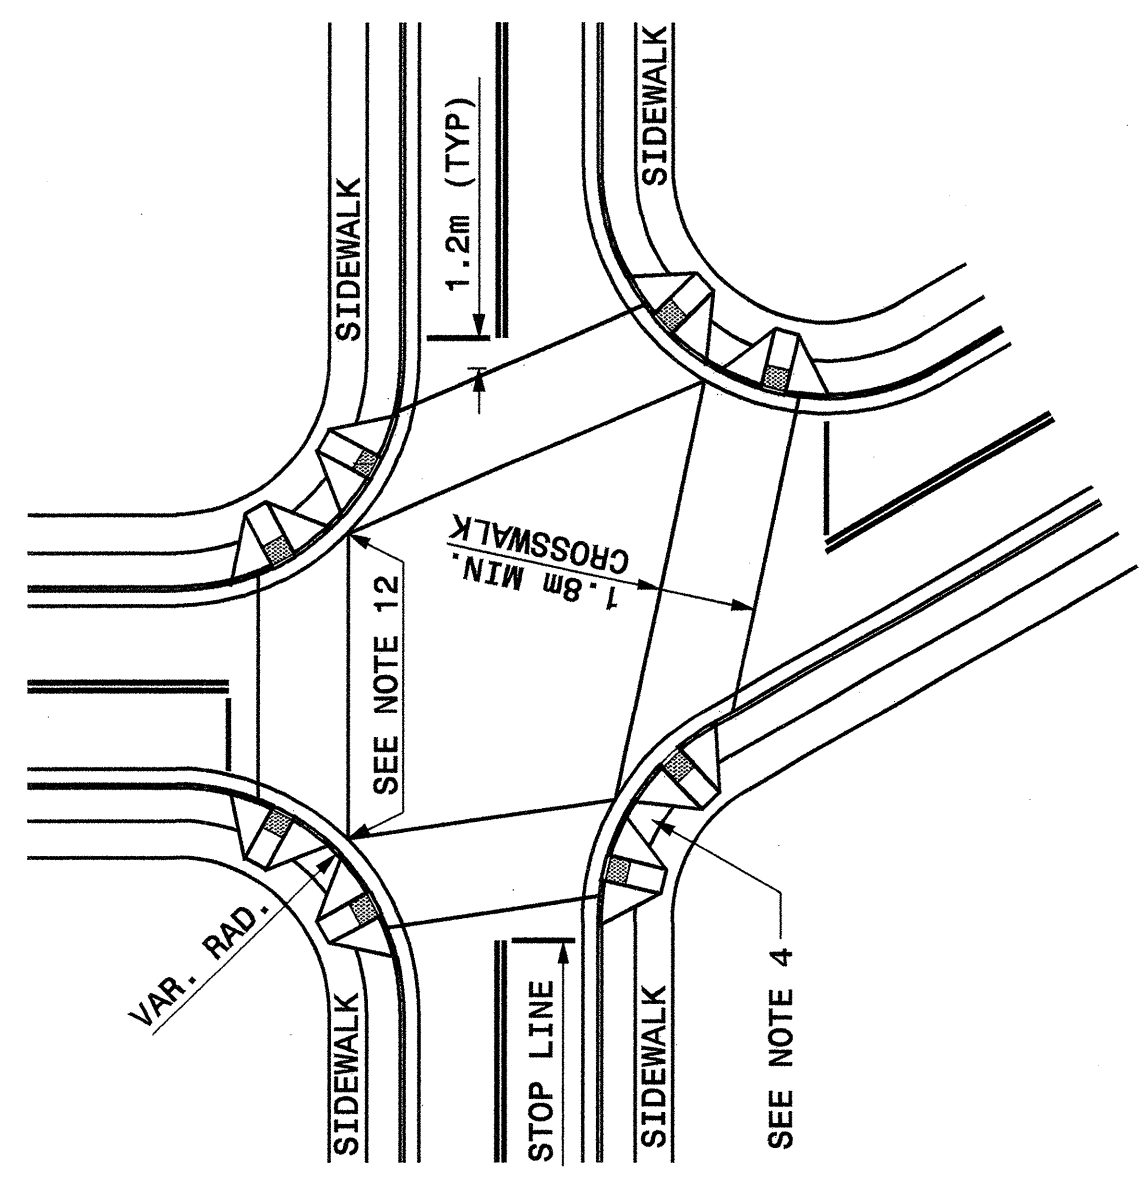 SIDEWALK
1.2m (TYP)
SIDEWALK
1.8m MIN.
CROSSWALK
SEE NOTE 12
VAR. RAD.
SIDEWALK
STOP LINE
SIDEWALK
SEE NOTE 4